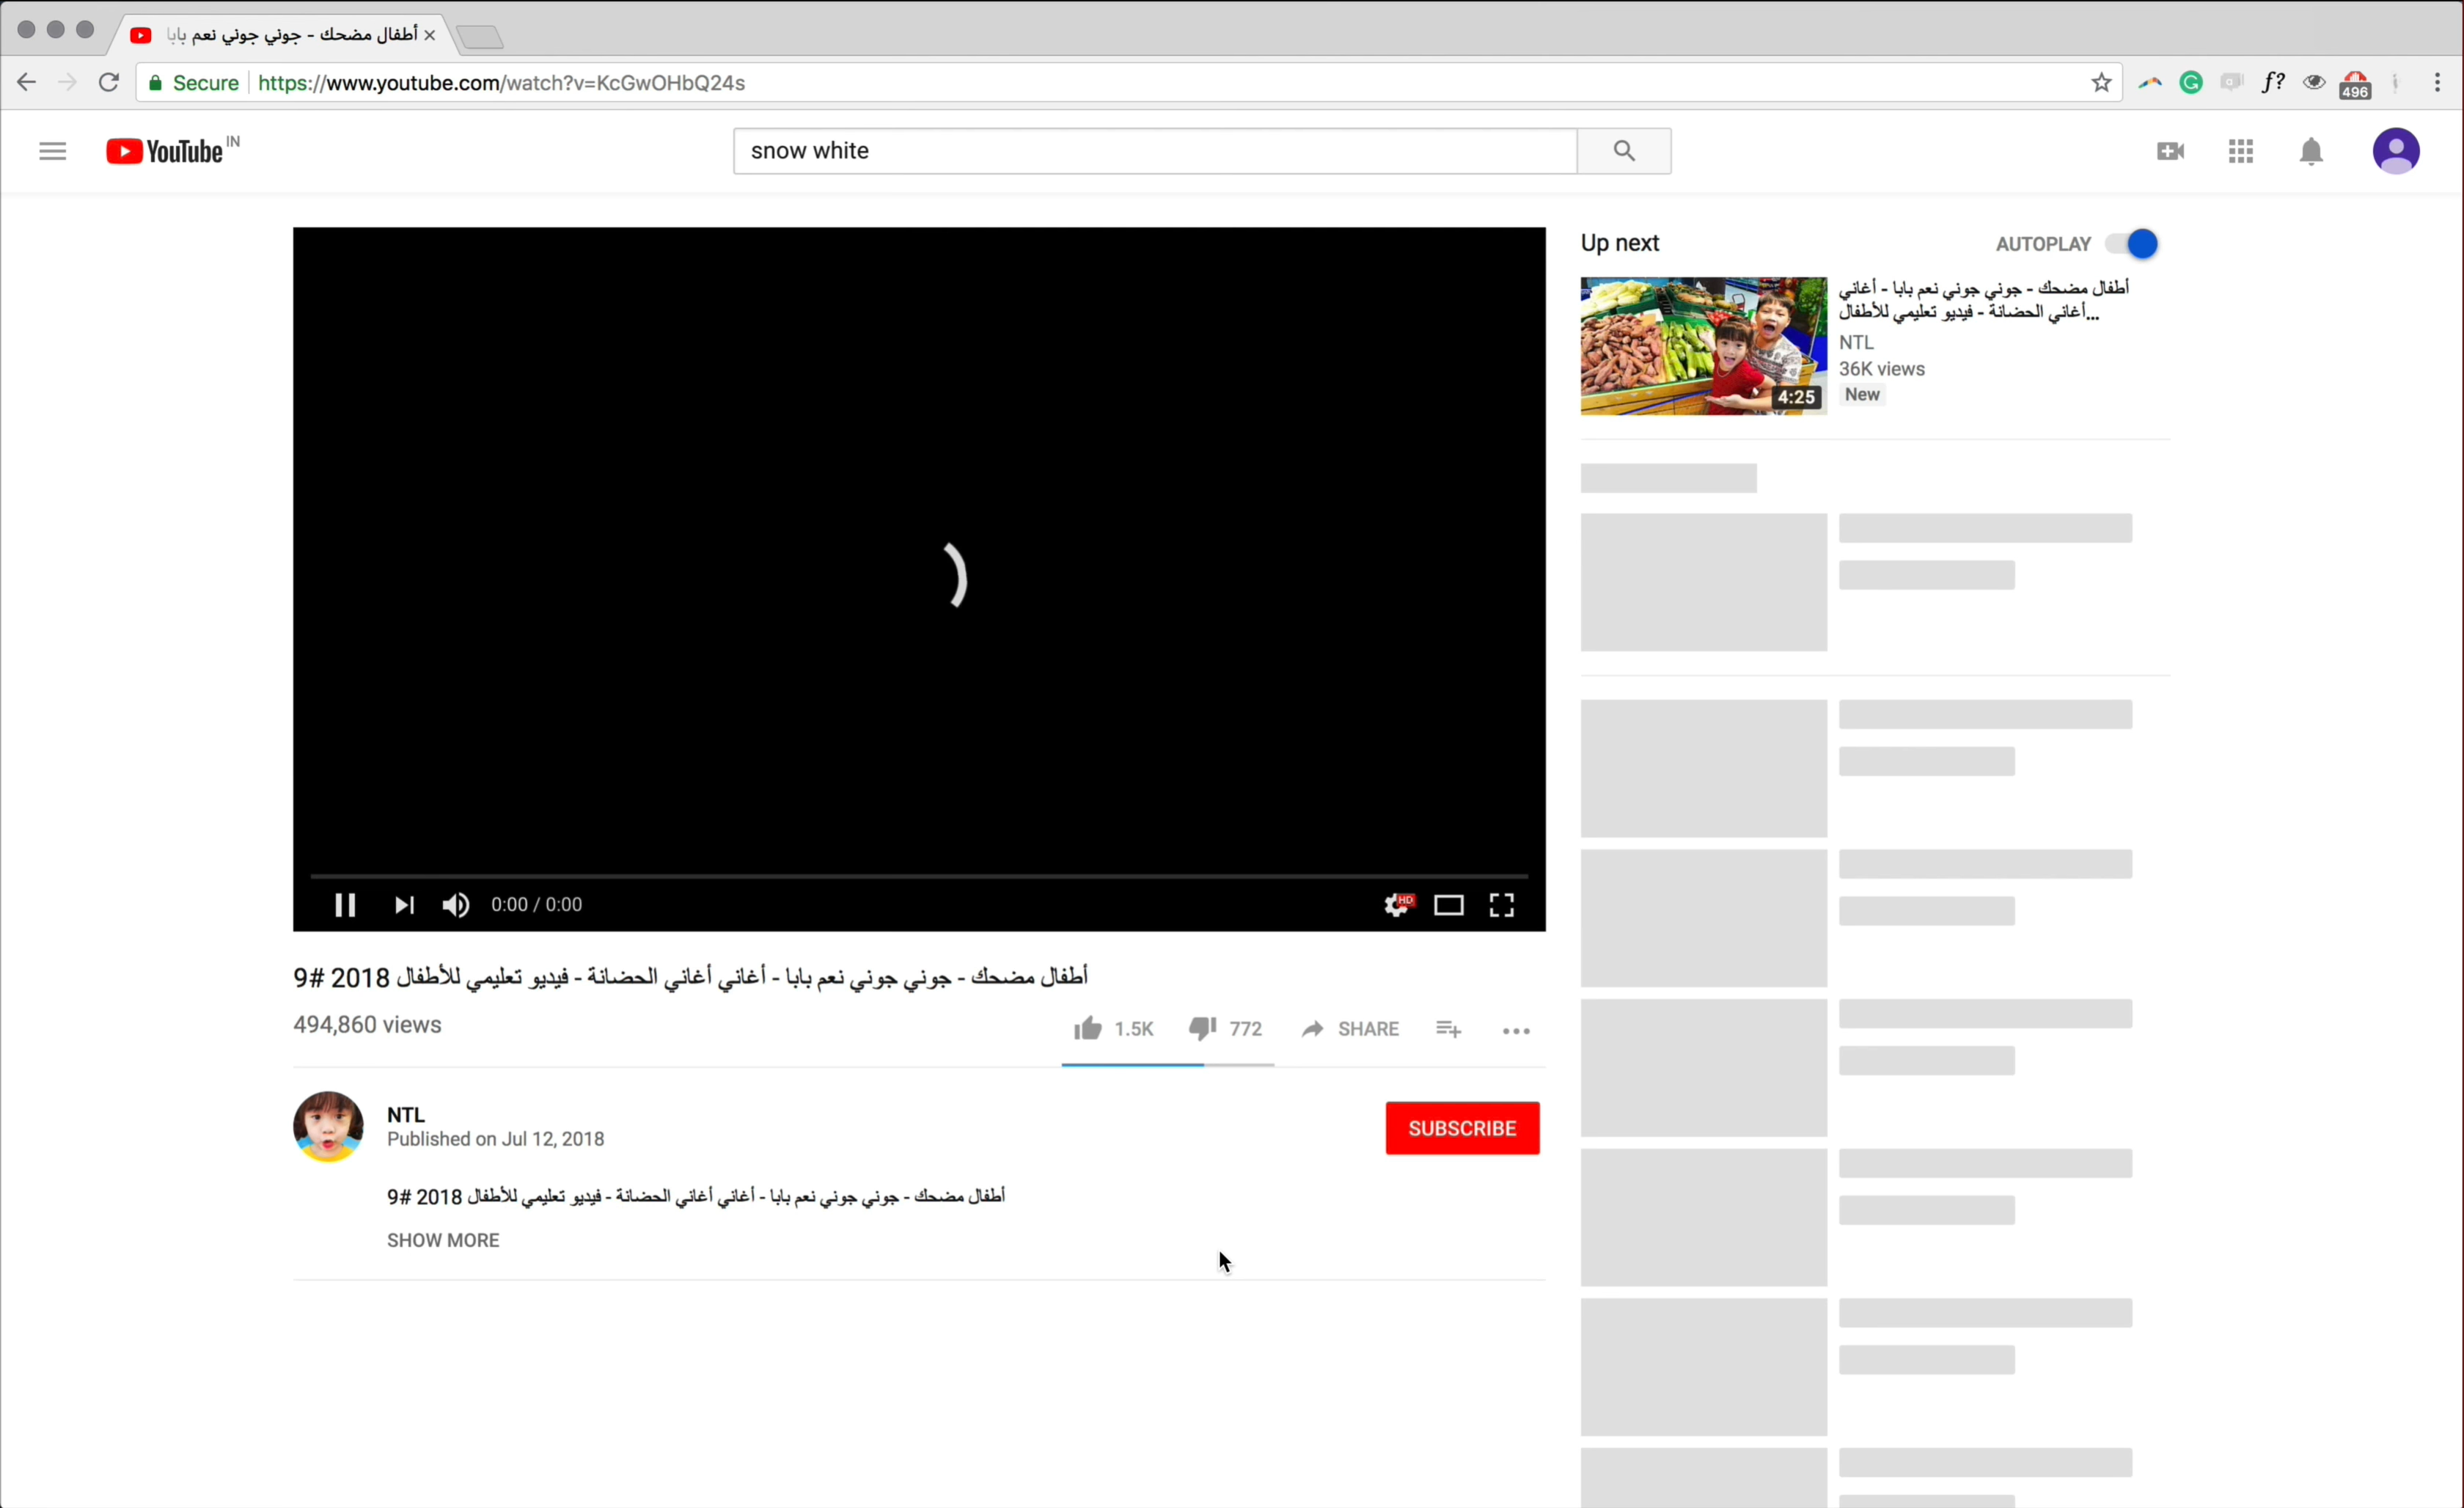 أطفال مضحك - جوني جوني نعم بابا
Secure https://www.youtube.com/watch?v=KcGwOHbQ24s
f?
496
YouTube IN
snow white
Up next
AUTOPLAY
أطفال مضحك - جوني جوني نعم بابا - أغاني
أغاني الحضانة - فيديو تعليمي للأطفال...
NTL
36K views
New
4:25
0:00 / 0:00
HD
أطفال مضحك - جوني جوني نعم بابا - أغاني أغاني الحضانة - فيديو تعليمي للأطفال 2018 #9
494,860 views
1.5K
772
SHARE
NTL
Published on Jul 12, 2018
SUBSCRIBE
أطفال مضحك - جوني جوني نعم بابا - أغاني أغاني الحضانة - فيديو تعليمي للأطفال 2018 #9
SHOW MORE